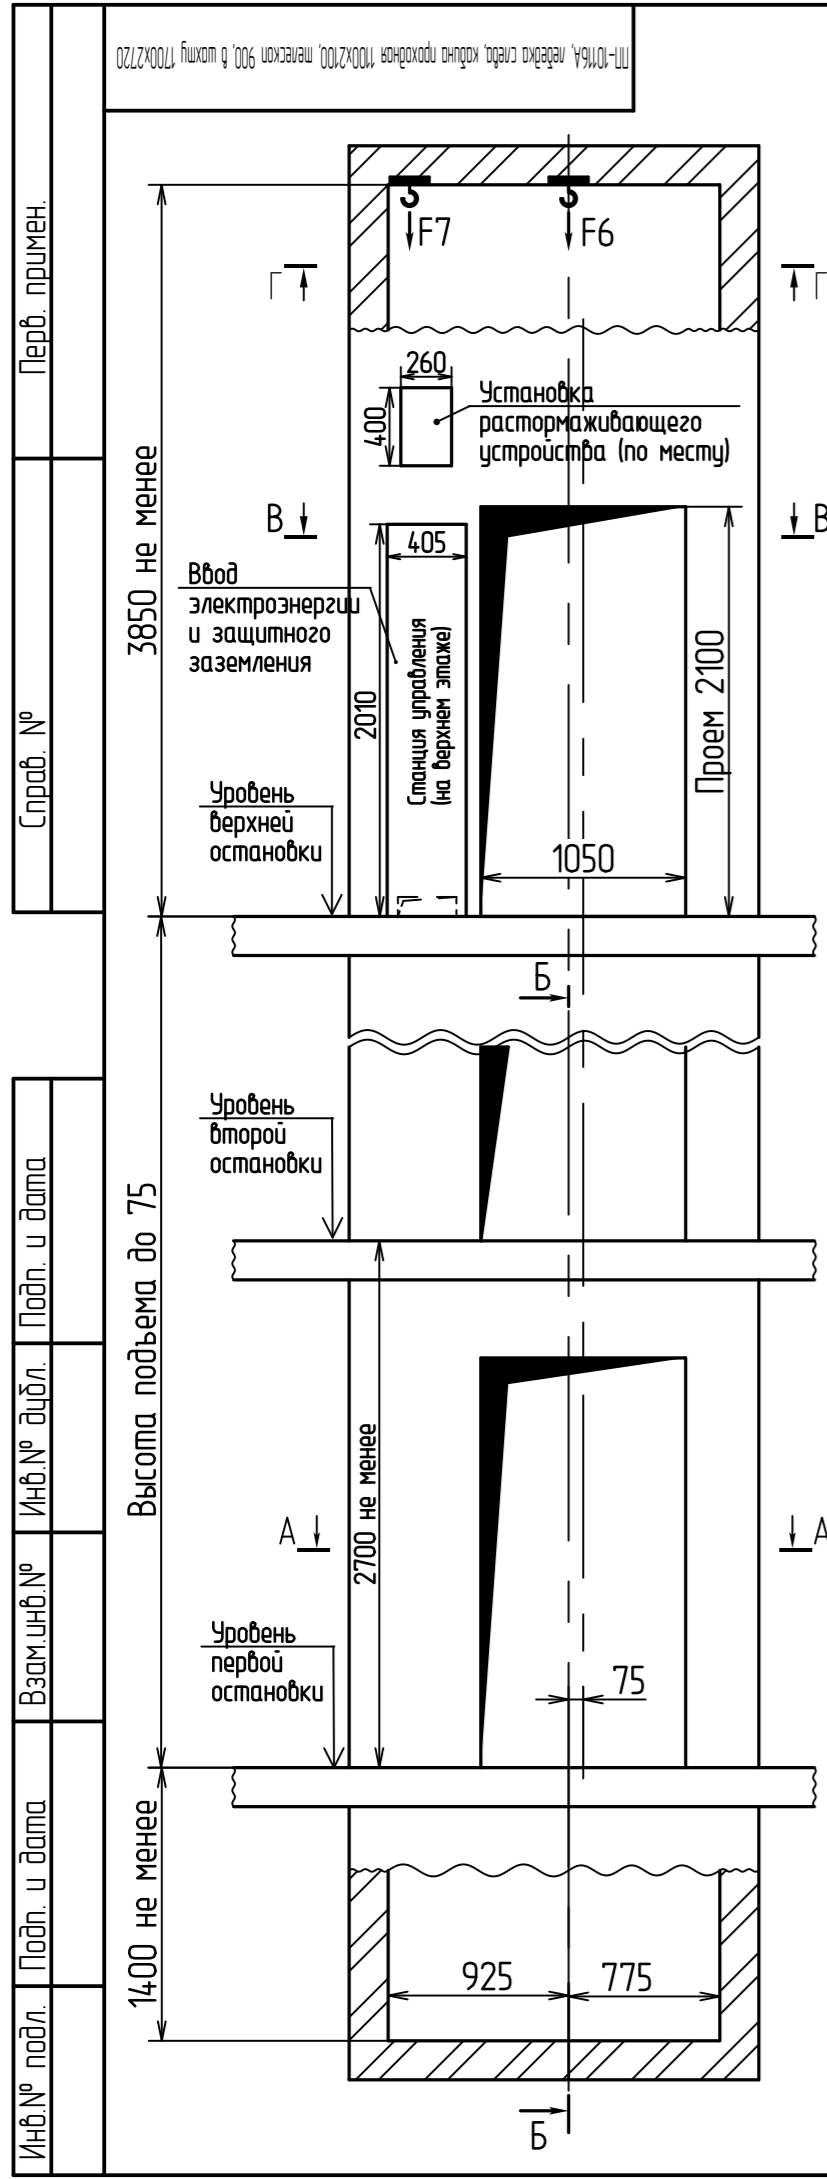 ПП-10116А, лебедка слева, кабина проходная 1100х2100, телескоп 900, в шахту 1700х2720
Перв. примен.
Справ. №
Подп. и дата
Инв.№ дубл.
Взам.инв.№
Подп. и дата
Инв.№ подл.
F7
F6
Г
Г
260
400
Установка
растормаживающего
устройства (по месту)
3850 не менее
В
В
405
Ввод
электроэнергии
и защитного
заземления
2010
Станция управления
(на верхнем этаже)
Проем 2100
Уровень
верхней
остановки
1050
Б
Уровень
второй
остановки
Высота подъема до 75
2700 не менее
А
А
Уровень
первой
остановки
75
1400 не менее
925
775
Б